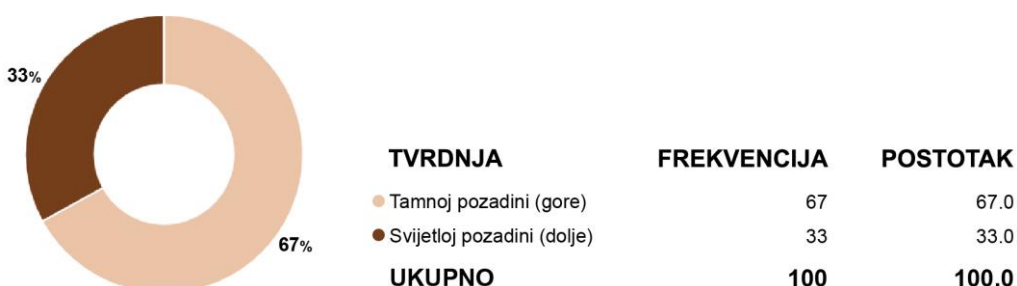 33%
67%
TVRDNJA FREKVENCIJA POSTOTAK
Tamnoj pozadini (gore) 67 67.0
Svijetloj pozadini (dolje) 33 33.0
UKUPNO 100 100.0